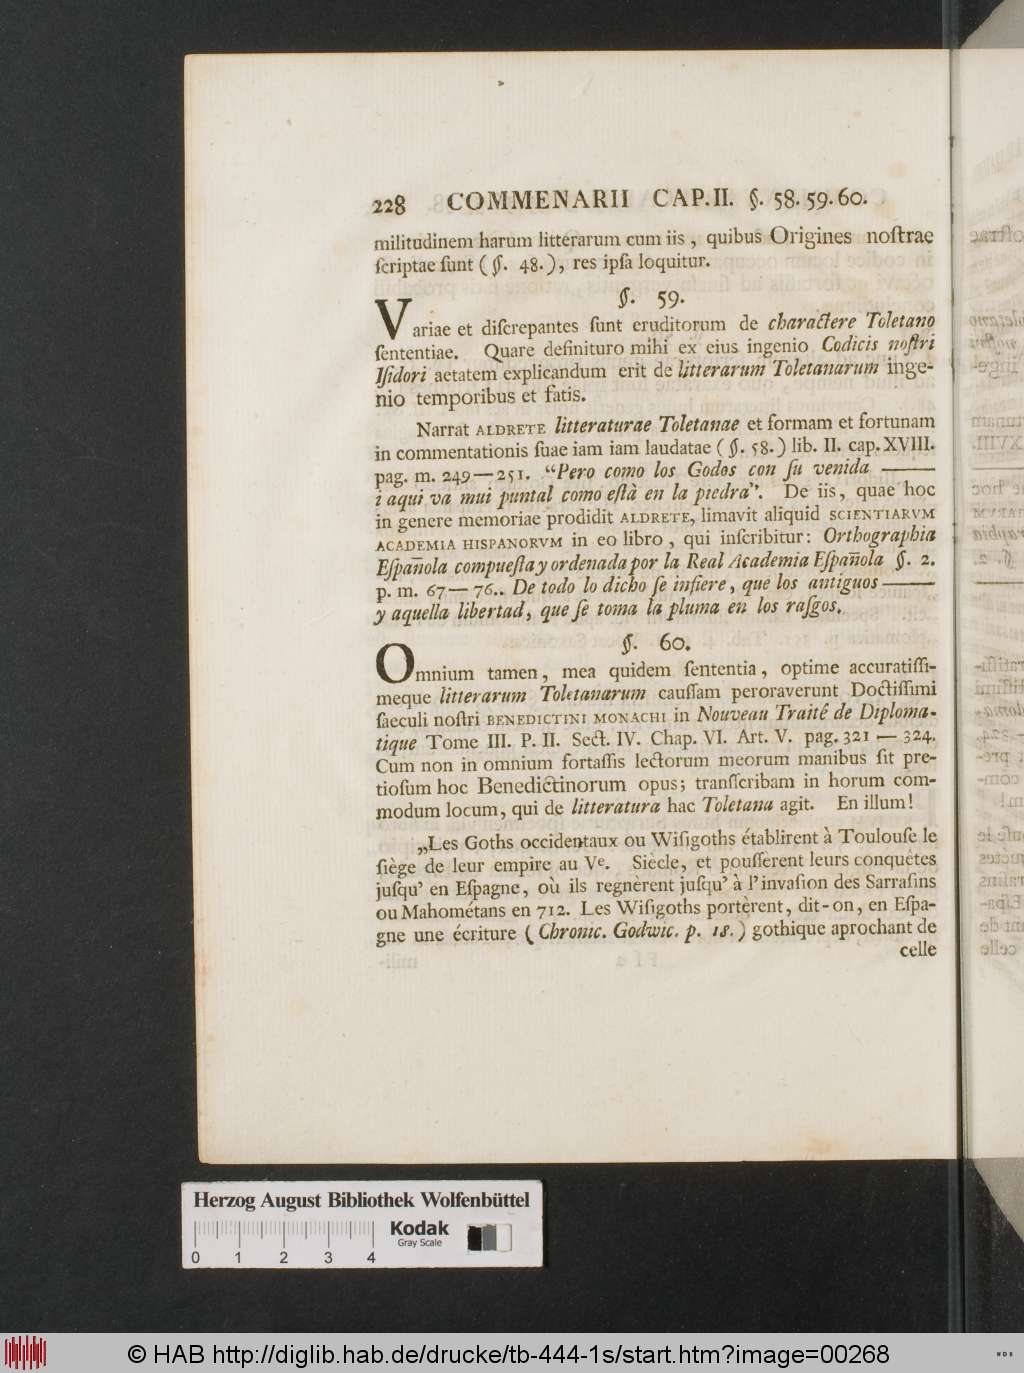 228 COMMENARII CAP.II. §. 58. 59. 60.
militudinem harum litterarum cum iis, quibus Origines noſtrae
ſcriptae ſunt (§. 48.), res ipſa loquitur.
§. 59.
Variae et diſcrepantes ſunt eruditorum de charactere Toletano
ſententiae. Quare definituro mihi ex eius ingenio Codicis noſtri
Iſidori aetatem explicandum erit de litterarum Toletanarum inge-
nio temporibus et fatis.
Narrat ALDRETE litteraturae Toletanae et formam et fortunam
in commentationis ſuae iam iam laudatae (§. 58.) lib. II. cap. XVIII.
pag. m. 249—251. “Pero como los Godos con ſu venida ——
i aqui va mui puntal como eſtà en la piedra”. De iis, quae hoc
in genere memoriae prodidit ALDRETE, limavit aliquid SCIENTIARVM
ACADEMIA HISPANORVM in eo libro, qui inſcribitur: Orthographia
Eſpan̄ola compueſta y ordenada por la Real Academia Eſpan̄ola §. 2.
p. m. 67— 76.. De todo lo dicho ſe inſiere, que los antiguos ——
y aquella libertad, que ſe toma la pluma en los raſgos.
§. 60.
Omnium tamen, mea quidem ſententia, optime accuratiſſi-
meque litterarum Toletanarum cauſſam peroraverunt Doctiſſimi
ſaeculi noſtri BENEDICTINI MONACHI in Nouveau Traité de Diploma-
tique Tome III. P. II. Sect. IV. Chap. VI. Art. V. pag. 321 — 324.
Cum non in omnium fortaſſis lectorum meorum manibus ſit pre-
tioſum hoc Benedictinorum opus; tranſſcribam in horum com-
modum locum, qui de litteratura hac Toletana agit. En illum!
„Les Goths occidentaux ou Wiſigoths établirent à Toulouſe le
ſiège de leur empire au Ve. Siècle, et pouſſèrent leurs conquêtes
juſqu' en Eſpagne, où ils regnèrent juſqu' à l'invaſion des Sarraſins
ou Mahométans en 712. Les Wiſigoths portèrent, dit-on, en Eſpa-
gne une écriture (Chronic. Godwic. p. 18.) gothique aprochant de
celle
Herzog August Bibliothek Wolfenbüttel
Kodak
Gray Scale
0 1 2 3 4
© HAB http://diglib.hab.de/drucke/tb-444-1s/start.htm?image=00268